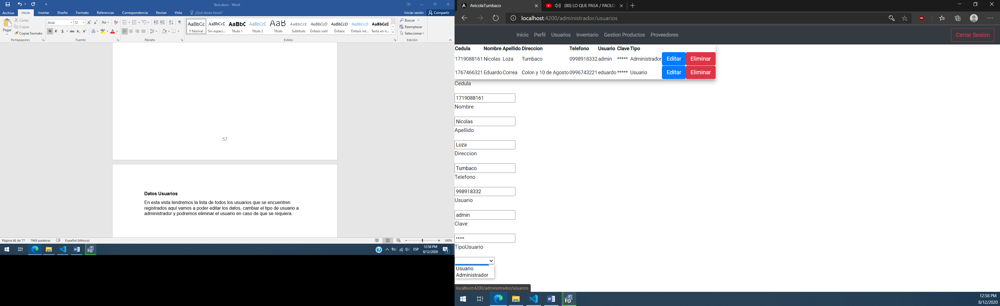 Tesis.docx - Word
Archivo Inicio Insertar Diseño Formato Referencias Correspondencia Revisar Vista ¿Qué desea hacer? Iniciar sesión Compartir
Pegar
Cortar
Copiar
Copiar formato
Portapapeles
Arial 12
N K S abc x₂ x²
Fuente
Párrafo
AaBbCc AaBbCcD AaBbC AaBbCcC AaB AaBbCcD AaBbCcD AaBbCcD AaBbCcD AaBbCcD
¶ Normal Sin espaci... Título 1 Título 2 Título Subtítulo Énfasis sutil Énfasis Énfasis int... Texto en n...
Estilos
Buscar
Reemplazar
Seleccionar
Edición
57
Datos Usuarios
En esta vista tendremos la lista de todos los usuarios que se encuentren
registrados aquí vamos a poder editar los datos, cambiar el tipo de usuario a
administrador y podremos eliminar el usuario en caso de que se requiera.
Página 66 de 77 7969 palabras Español (México) 100%
ESP 12:58 PM
8/12/2020
1
AvicolaTumbaco (80) LO QUE PASA / PAOLO
localhost:4200/administrador/usuarios
Inicio Perfil Usuarios Inventario Gestion Productos Proveedores Cerrar Sesion
Cedula Nombre Apellido Direccion Telefono Usuario Clave Tipo
1719088161 Nicolas Loza Tumbaco 0998918332 admin ***** Administrador Editar Eliminar
1767466321 Eduardo Correa Colon y 10 de Agosto 0996743221 eduardo ***** Usuario Editar Eliminar
Cedula
1719088161
Nombre
Nicolas
Apellido
Loza
Direccion
Tumbaco
Telefono
998918332
Usuario
admin
Clave
•••••
TipoUsuario
Usuario
Administrador
localhost:4200/administrador/usuarios
12:58 PM
8/12/2020